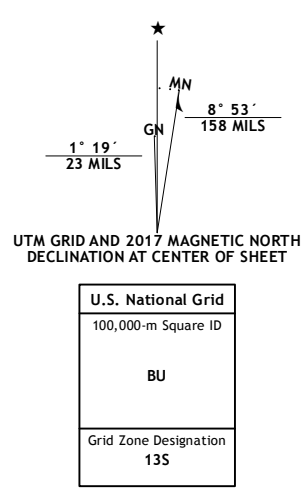 MN
8° 53´
158 MILS
GN
1° 19´
23 MILS
UTM GRID AND 2017 MAGNETIC NORTH
DECLINATION AT CENTER OF SHEET
U.S. National Grid
100,000-m Square ID
BU
Grid Zone Designation
13S